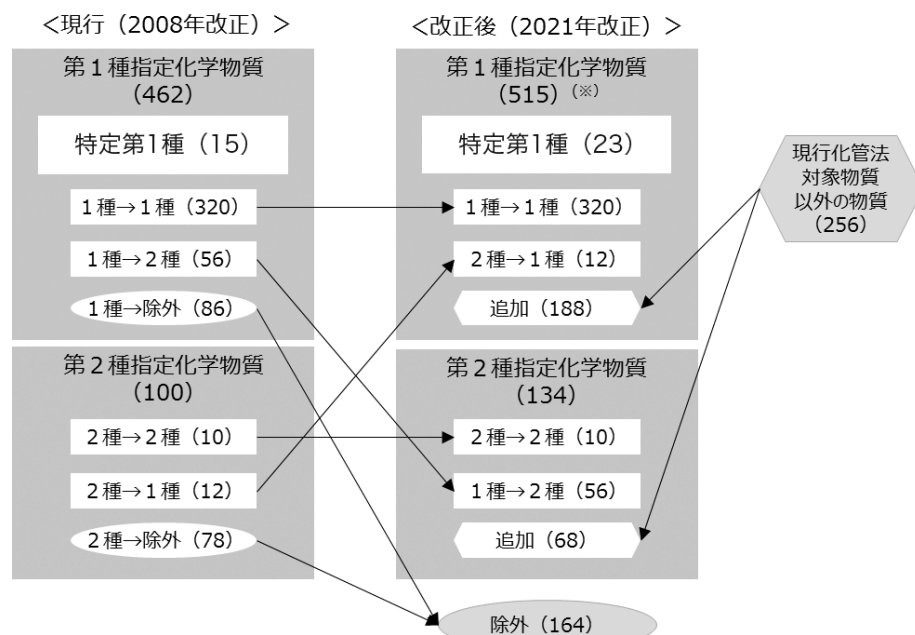 ＜現行（2008年改正）＞
第１種指定化学物質
（462）
特定第1種（15）
１種→１種（320）
１種→２種（56）
１種→除外（86）
第２種指定化学物質
（100）
２種→２種（10）
２種→１種（12）
２種→除外（78）
＜改正後（2021年改正）＞
第１種指定化学物質
（515）（※）
特定第1種（23）
１種→１種（320）
２種→１種（12）
追加（188）
第２種指定化学物質
（134）
２種→２種（10）
１種→２種（56）
追加（68）
除外（164）
現行化管法
対象物質
以外の物質
（256）